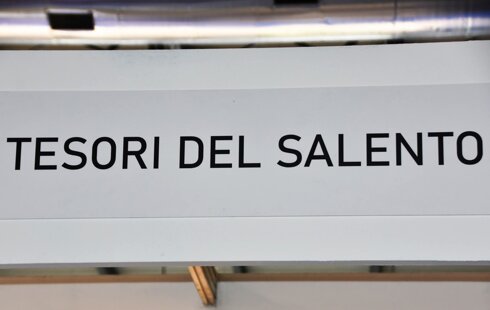 TESORI DEL SALENTO